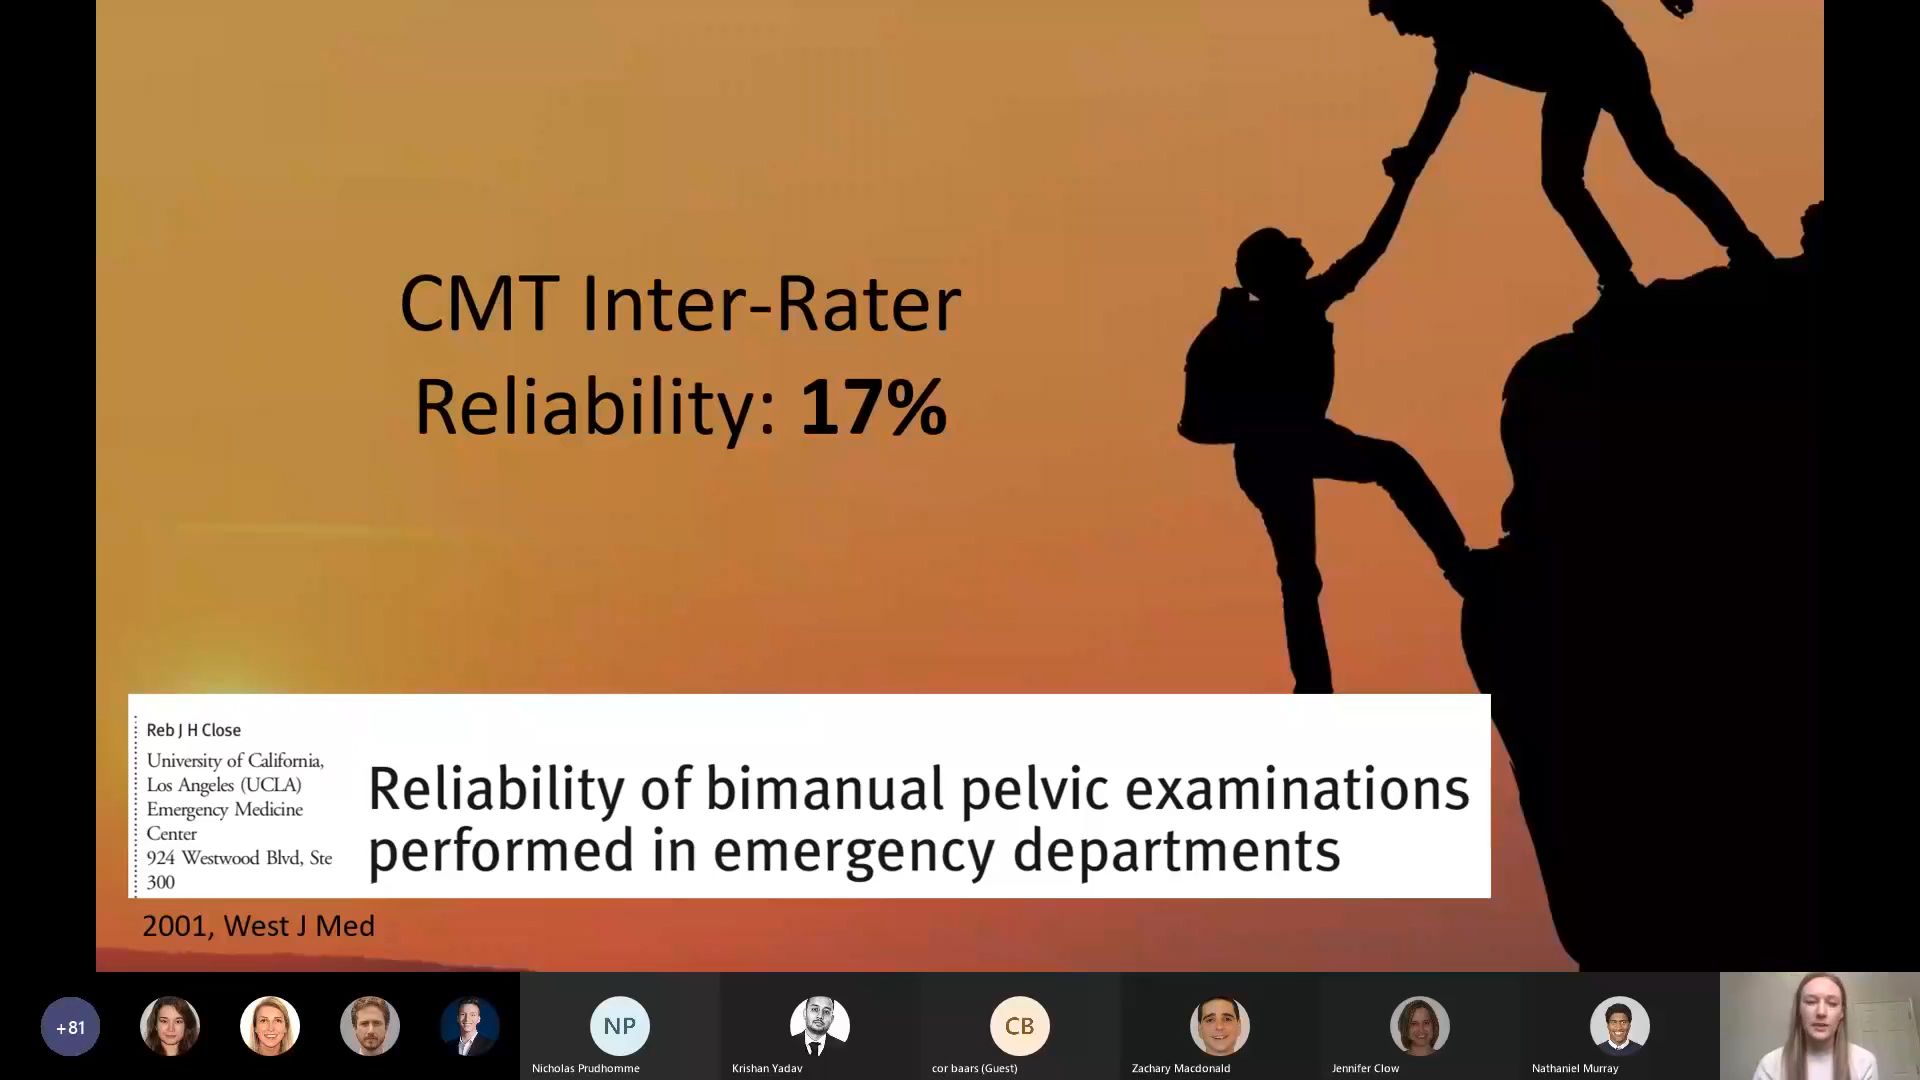 CMT Inter-Rater
Reliability: 17%
Reb J H Close
University of California,
Los Angeles (UCLA)
Emergency Medicine
Center
924 Westwood Blvd, Ste
300
Reliability of bimanual pelvic examinations
performed in emergency departments
2001, West J Med
+81
NP
CB
Nicholas Prudhomme
Krishan Yadav
cor baars (Guest)
Zachary Macdonald
Jennifer Clow
Nathaniel Murray